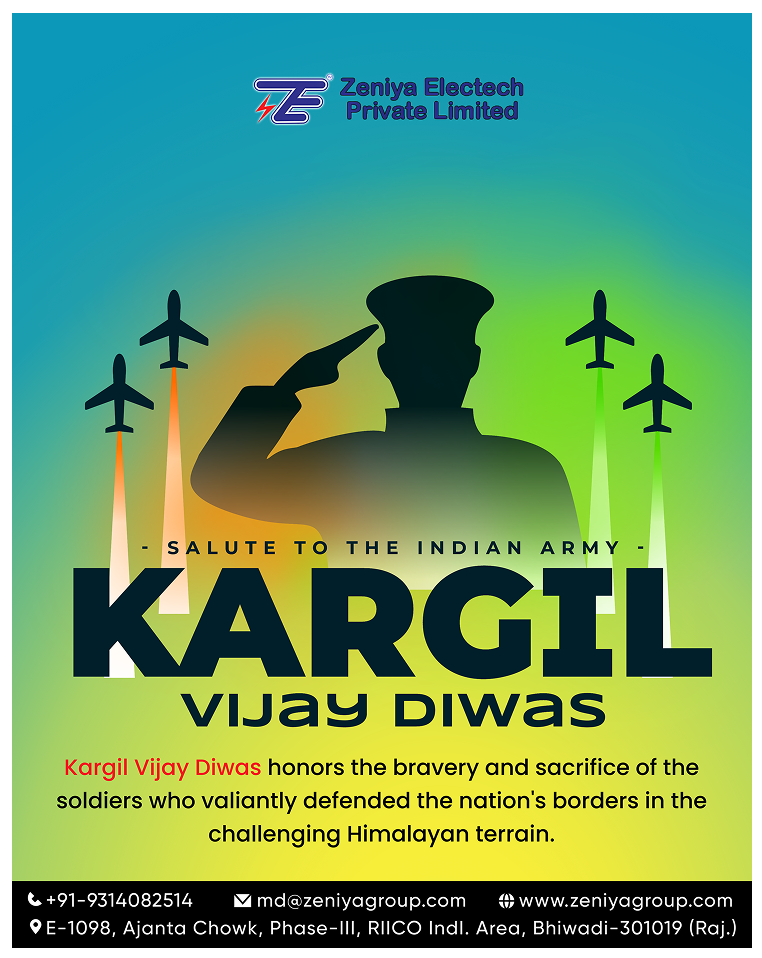 ZE
Zeniya Electech
Private Limited
- SALUTE TO THE INDIAN ARMY -
KARGIL
VIJAY DIWAS
Kargil Vijay Diwas honors the bravery and sacrifice of the
soldiers who valiantly defended the nation's borders in the
challenging Himalayan terrain.
+91-9314082514 md@zeniyagroup.com www.zeniyagroup.com
E-1098, Ajanta Chowk, Phase-III, RIICO Indl. Area, Bhiwadi-301019 (Raj.)